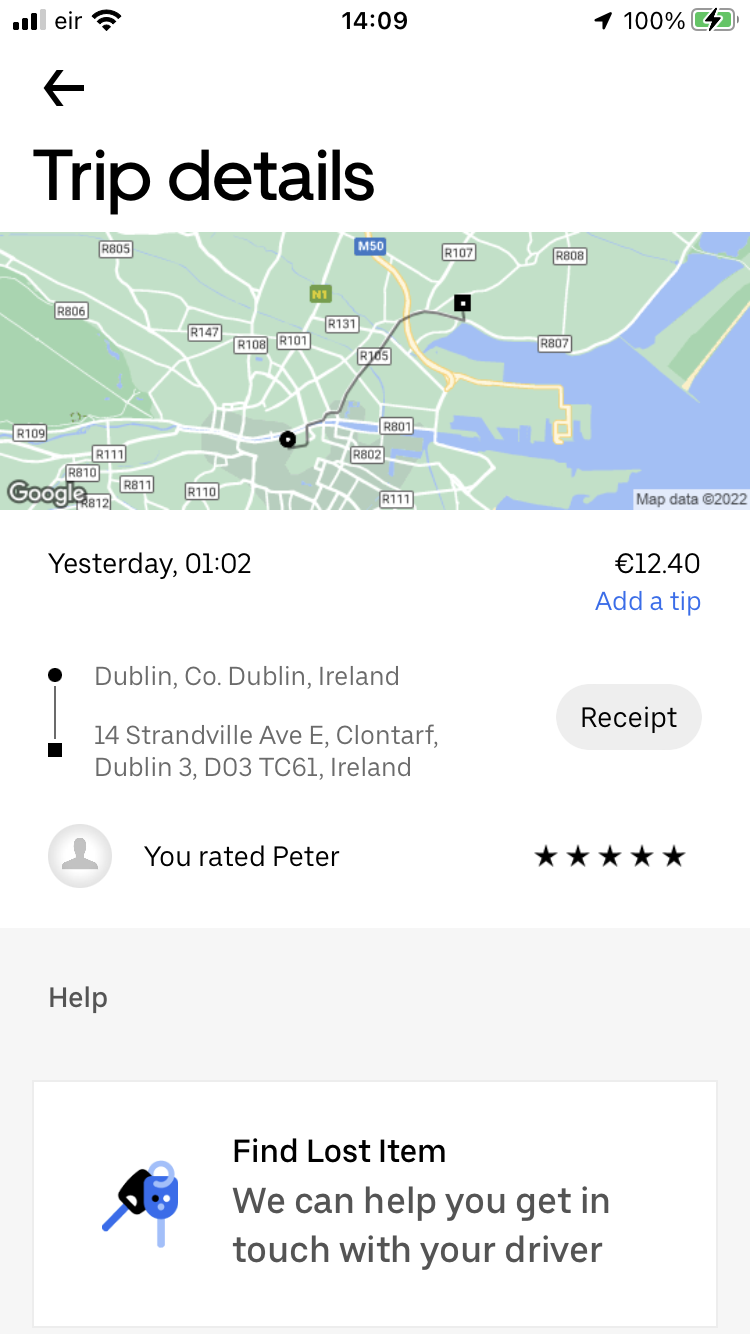 eir
14:09
100%
Trip details
R805
M50
R107
R808
N1
R806
R131
R147
R108
R101
R105
R807
R109
R801
R111
R802
R810
R811
R110
R111
Google
R812
Map data ©2022
Yesterday, 01:02
€12.40
Add a tip
Dublin, Co. Dublin, Ireland
14 Strandville Ave E, Clontarf,
Dublin 3, D03 TC61, Ireland
Receipt
You rated Peter
Help
Find Lost Item
We can help you get in
touch with your driver